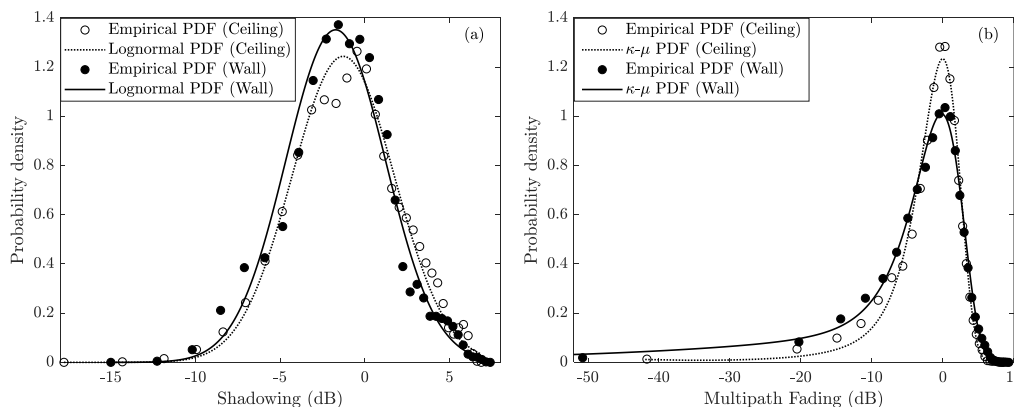 Empirical PDF (Ceiling)
Lognormal PDF (Ceiling)
Empirical PDF (Wall)
Lognormal PDF (Wall)
(a)
1.4
1.2
1
0.8
0.6
0.4
0.2
0
Probability density
-15
-10
-5
0
5
Shadowing (dB)
Empirical PDF (Ceiling)
κ-μ PDF (Ceiling)
Empirical PDF (Wall)
κ-μ PDF (Wall)
(b)
1.4
1.2
1
0.8
0.6
0.4
0.2
0
Probability density
-50
-40
-30
-20
-10
0
1
Multipath Fading (dB)